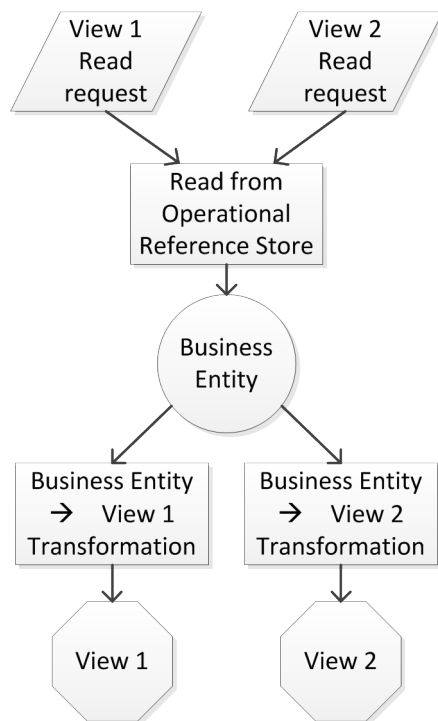 View 1
Read
request
View 2
Read
request
Read from
Operational
Reference Store
Business
Entity
Business Entity
→ View 1
Transformation
Business Entity
→ View 2
Transformation
View 1
View 2